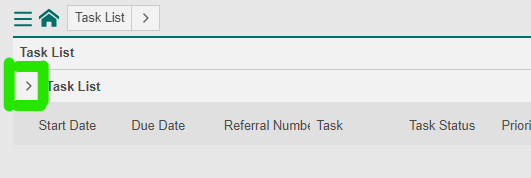 Task List
Task List
Task List
Start Date Due Date Referral Numbe Task Task Status Priori